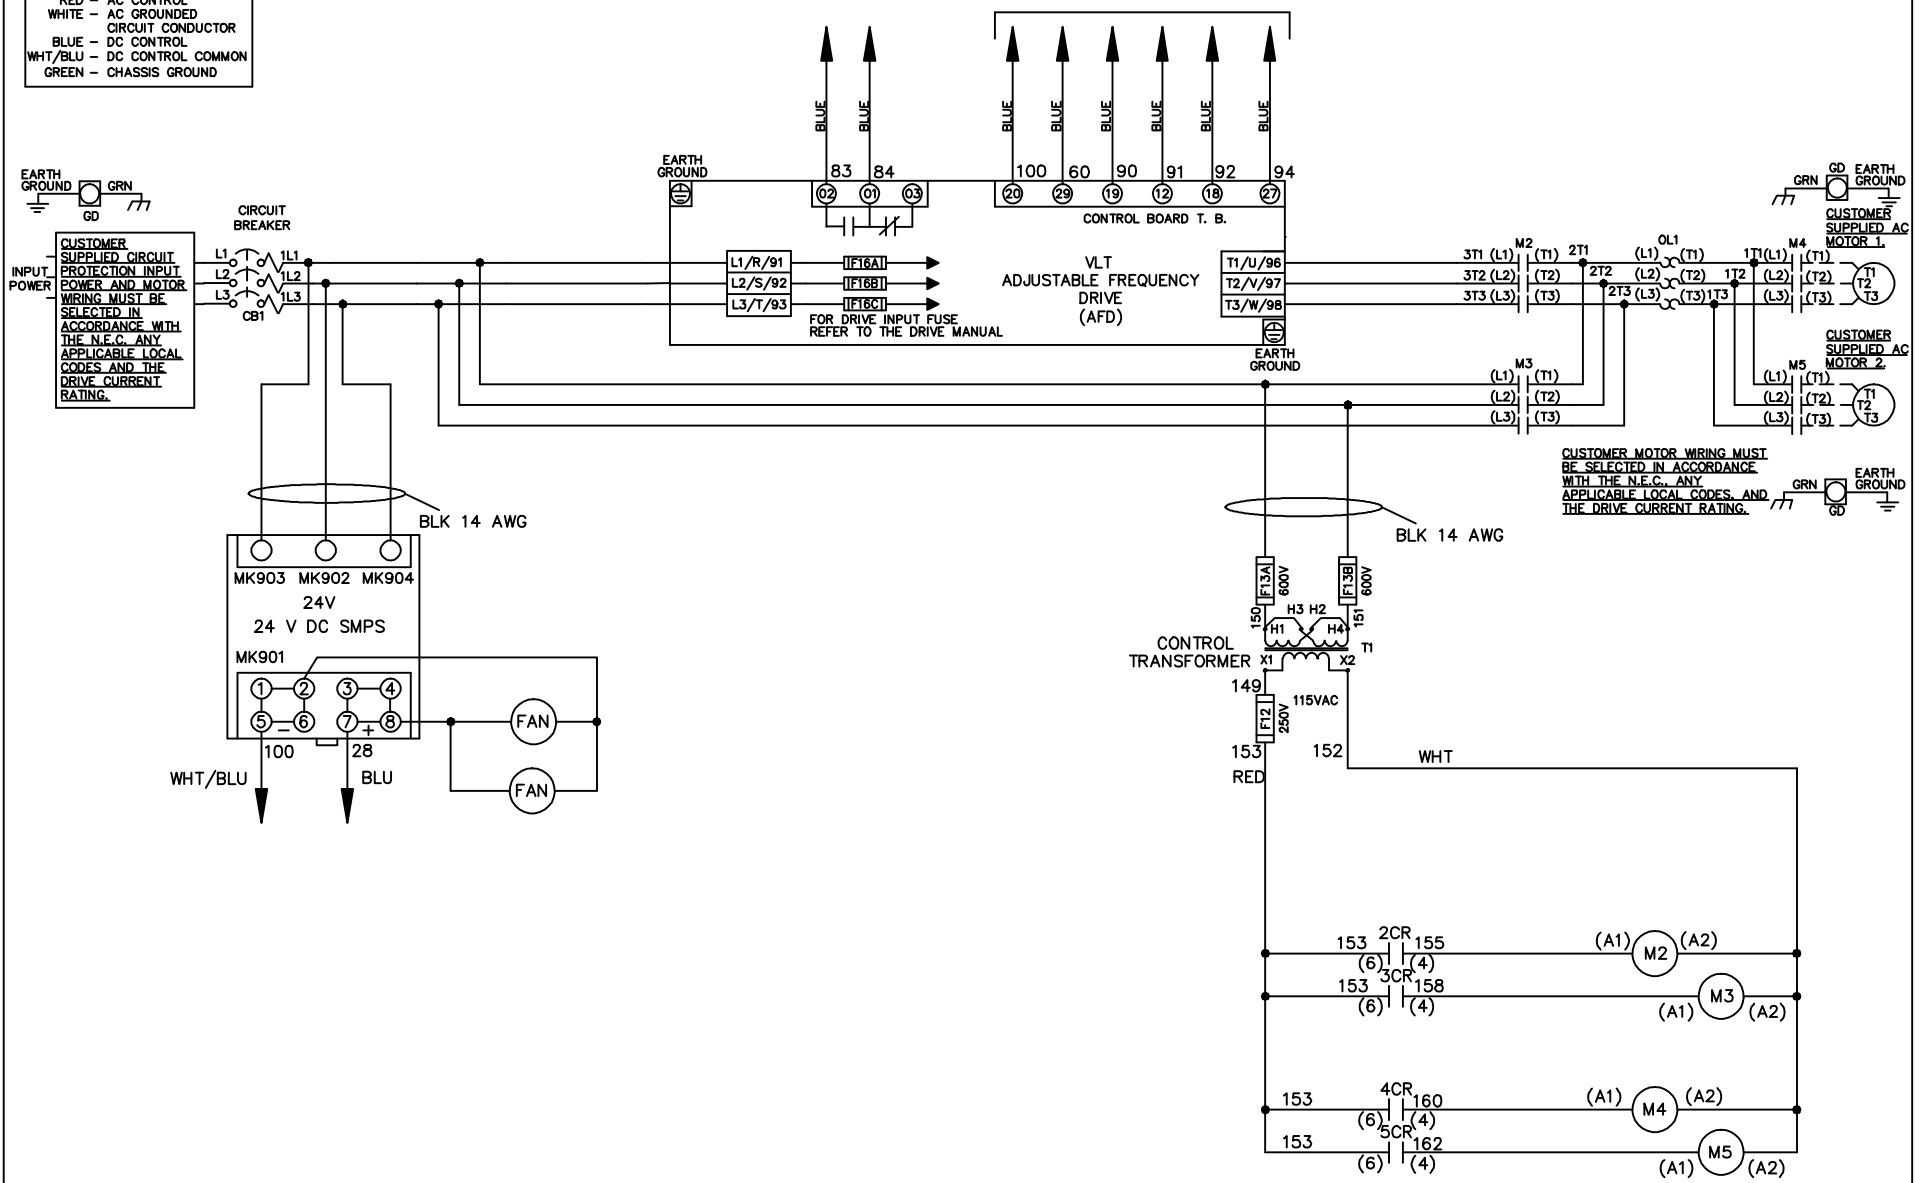 RED – AC CONTROL
WHITE – AC GROUNDED
CIRCUIT CONDUCTOR
BLUE – DC CONTROL
WHT/BLU – DC CONTROL COMMON
GREEN – CHASSIS GROUND
BLUE
BLUE
BLUE
BLUE
BLUE
BLUE
BLUE
BLUE
EARTH
GROUND
GRN
GD
EARTH
GROUND
83
84
100
60
90
91
92
94
02
01
03
20
29
19
12
18
27
CONTROL BOARD T. B.
GD
EARTH
GRN
GROUND
CUSTOMER
SUPPLIED AC
MOTOR 1.
CIRCUIT
BREAKER
INPUT
POWER
CUSTOMER
SUPPLIED CIRCUIT
PROTECTION INPUT
POWER AND MOTOR
WIRING MUST BE
SELECTED IN
ACCORDANCE WITH
THE N.E.C. ANY
APPLICABLE LOCAL
CODES AND THE
DRIVE CURRENT
RATING.
L1
1L1
L2
1L2
L3
1L3
CB1
L1/R/91
L2/S/92
L3/T/93
F16A
F16B
F16C
FOR DRIVE INPUT FUSE
REFER TO THE DRIVE MANUAL
VLT
ADJUSTABLE FREQUENCY
DRIVE
(AFD)
T1/U/96
T2/V/97
T3/W/98
EARTH
GROUND
M2
3T1 (L1) (T1) 2T1
3T2 (L2) (T2) 2T2
3T3 (L3) (T3) 2T3
OL1
(L1) (T1) 1T1
(L2) (T2) 1T2
(L3) (T3) 1T3
M4
(L1) (T1)
(L2) (T2)
(L3) (T3)
T1
T2
T3
M3
(L1) (T1)
(L2) (T2)
(L3) (T3)
CUSTOMER
SUPPLIED AC
MOTOR 2.
M5
(L1) (T1)
(L2) (T2)
(L3) (T3)
T1
T2
T3
CUSTOMER MOTOR WIRING MUST
BE SELECTED IN ACCORDANCE
WITH THE N.E.C., ANY
APPLICABLE LOCAL CODES, AND
THE DRIVE CURRENT RATING.
GRN
GD
EARTH
GROUND
BLK 14 AWG
BLK 14 AWG
MK903 MK902 MK904
24V
24 V DC SMPS
MK901
1
2
3
4
5
6
7
8
–
+
100
28
WHT/BLU
BLU
FAN
FAN
F13A
600V
F13B
600V
150
151
H3 H2
H1
H4
T1
CONTROL
TRANSFORMER
X1
X2
149
115VAC
F12
250V
153
152
RED
WHT
2CR
153
155
(6)
(4)
(A1)
M2
(A2)
3CR
153
158
(6)
(4)
(A1)
M3
(A2)
4CR
153
160
(6)
(4)
(A1)
M4
(A2)
5CR
153
162
(6)
(4)
(A1)
M5
(A2)